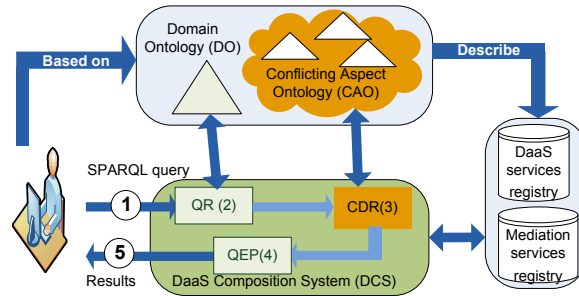 Domain
Ontology (DO)
Conflicting Aspect
Ontology (CAO)
Based on
Describe
SPARQL query
1
QR (2)
CDR(3)
DaaS
services
registry
5
QEP(4)
Mediation
services
registry
Results
DaaS Composition System (DCS)